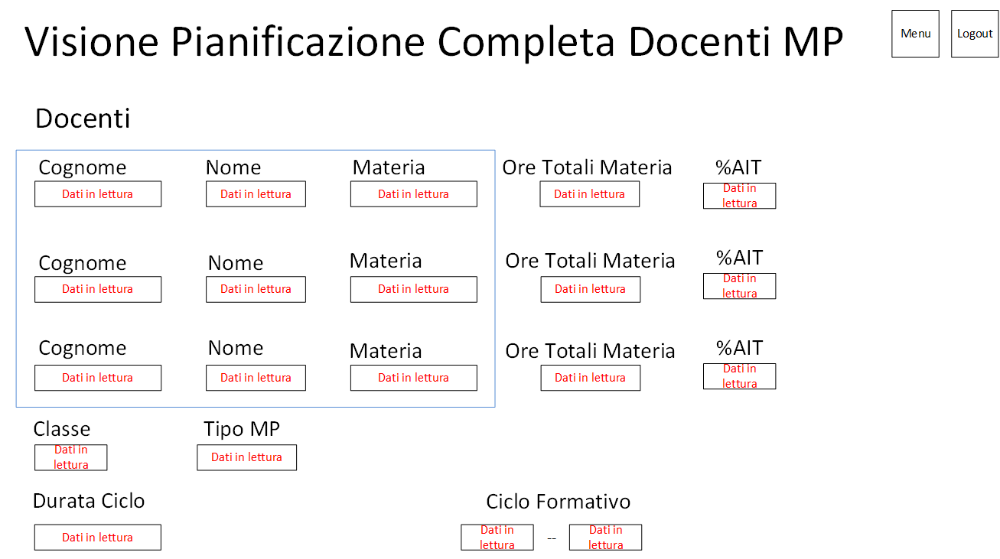 Visione Pianificazione Completa Docenti MP
Menu
Logout
Docenti
Cognome Nome Materia Ore Totali Materia %AIT
Dati in lettura Dati in lettura Dati in lettura Dati in lettura Dati in
lettura
Cognome Nome Materia Ore Totali Materia %AIT
Dati in lettura Dati in lettura Dati in lettura Dati in lettura Dati in
lettura
Cognome Nome Materia Ore Totali Materia %AIT
Dati in lettura Dati in lettura Dati in lettura Dati in lettura Dati in
lettura
Classe Tipo MP
Dati in
lettura
Dati in lettura
Durata Ciclo Ciclo Formativo
Dati in lettura
Dati in
lettura
--
Dati in
lettura